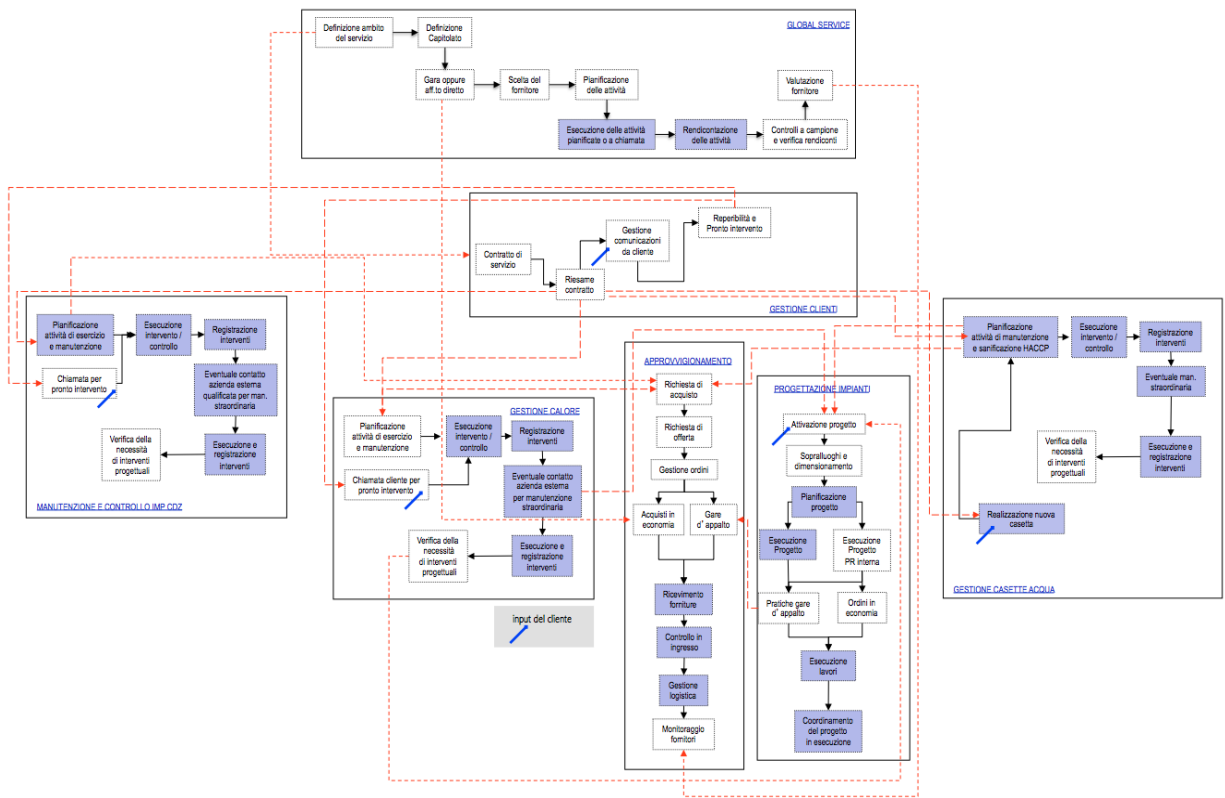 GLOBAL SERVICE
Definizione ambito
del servizio
Definizione
Capitolato
Gara oppure
aff.to diretto
Scelta del
fornitore
Pianificazione
delle attività
Valutazione
fornitore
Esecuzione delle attività
pianificate o a chiamata
Rendicontazione
delle attività
Controlli a campione
e verifica rendiconti
Contratto di
servizio
Riesame
contratto
Gestione
comunicazioni
da cliente
Reperibilità e
Pronto intervento
GESTIONE CLIENTI
Pianificazione
attività di esercizio
e manutenzione
Esecuzione
intervento /
controllo
Registrazione
interventi
Chiamata per
pronto intervento
Eventuale contatto
azienda esterna
qualificata per man.
straordinaria
Verifica della
necessità
di interventi
progettuali
Esecuzione e
registrazione
interventi
MANUTENZIONE E CONTROLLO IMP.CDZ
GESTIONE CALORE
Pianificazione
attività di esercizio
e manutenzione
Esecuzione
intervento /
controllo
Registrazione
interventi
Chiamata cliente per
pronto intervento
Eventuale contatto
azienda esterna
per manutenzione
straordinaria
Verifica della
necessità
di interventi
progettuali
Esecuzione e
registrazione
interventi
input del cliente
APPROVVIGIONAMENTO
Richiesta di
acquisto
Richiesta di
offerta
Gestione ordini
Acquisti in
economia
Gare
d' appalto
Ricevimento
forniture
Controllo in
ingresso
Gestione
logistica
Monitoraggio
fornitori
PROGETTAZIONE IMPIANTI
Attivazione progetto
Sopralluoghi e
dimensionamento
Pianificazione
progetto
Esecuzione
Progetto
Esecuzione
Progetto
PR interna
Pratiche gare
d' appalto
Ordini in
economia
Esecuzione
lavori
Coordinamento
del progetto
in esecuzione
Pianificazione
attività di manutenzione
e sanificazione HACCP
Esecuzione
intervento /
controllo
Registrazione
interventi
Eventuale man.
straordinaria
Verifica della
necessità
di interventi
progettuali
Esecuzione e
registrazione
interventi
Realizzazione nuova
casetta
GESTIONE CASETTE ACQUA